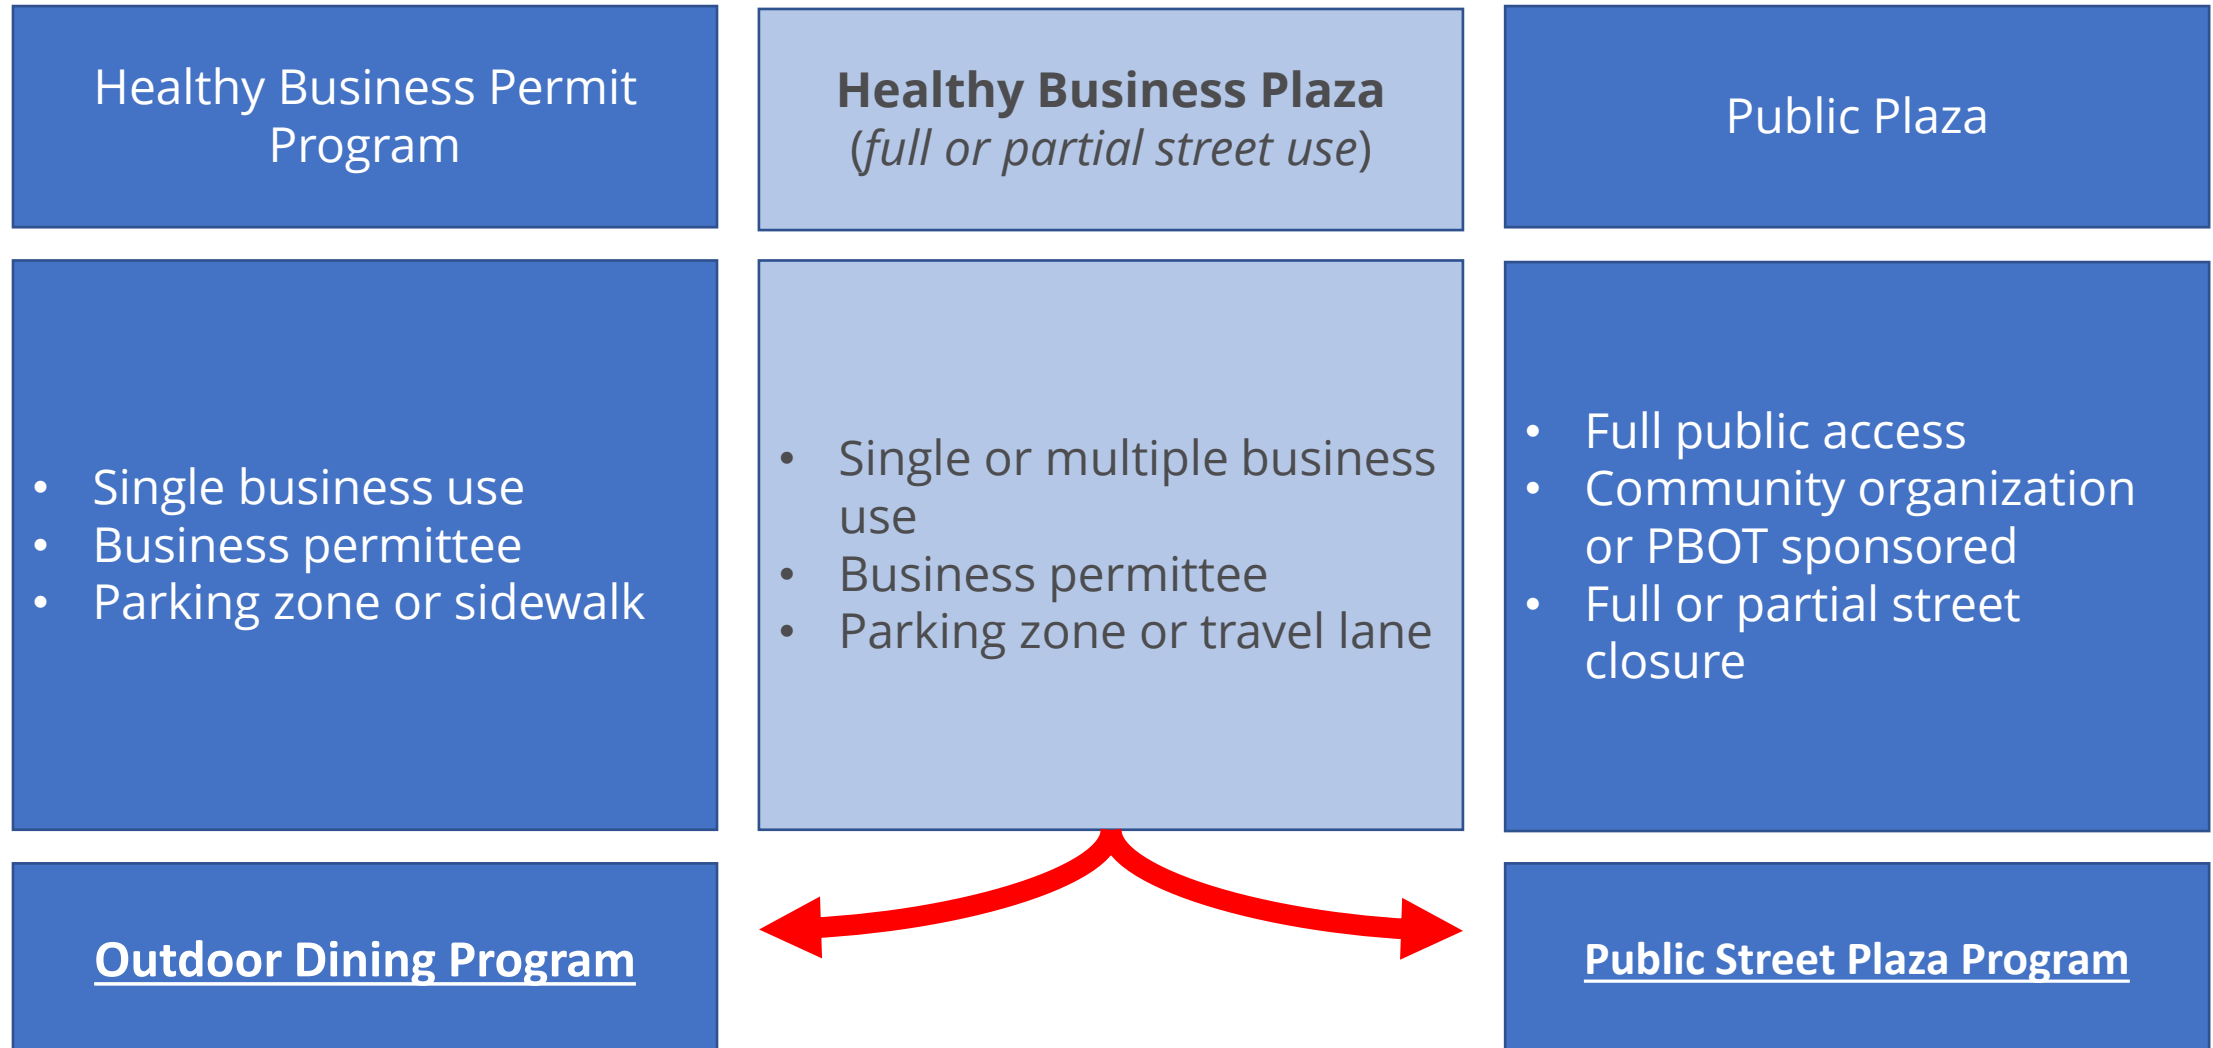 Healthy Business Permit
Program
Healthy Business Plaza
(full or partial street use)
Public Plaza
• Single business use
• Business permittee
• Parking zone or sidewalk
• Single or multiple business
use
• Business permittee
• Parking zone or travel lane
• Full public access
• Community organization
or PBOT sponsored
• Full or partial street
closure
Outdoor Dining Program
Public Street Plaza Program